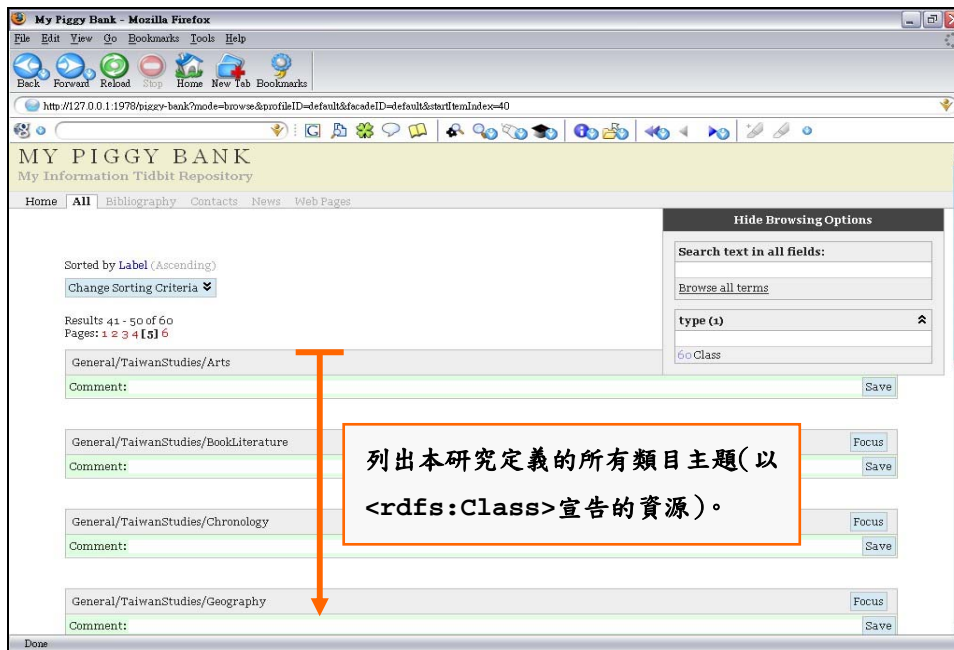 My Piggy Bank - Mozilla Firefox
File Edit View Go Bookmarks Tools Help
Back Forward Reload Stop Home New Tab Bookmarks
http://127.0.0.1:1978/piggy-bank?mode=browse&profileID=default&facadeID=default&startItemIndex=40
MY PIGGY BANK
My Information Tidbit Repository
Home All Bibliography Contacts News Web Pages
Hide Browsing Options
Search text in all fields:
Browse all terms
type (1)
60 Class
Sorted by Label (Ascending)
Change Sorting Criteria
Results 41 - 50 of 60
Pages: 1 2 3 4 [5] 6
General/TaiwanStudies/Arts
Comment: Save
General/TaiwanStudies/BookLiterature Focus
Comment: Save
列出本研究定義的所有類目主題(以
<rdfs:Class>宣告的資源)。
General/TaiwanStudies/Chronology Focus
Comment: Save
General/TaiwanStudies/Geography Focus
Comment: Save
Done